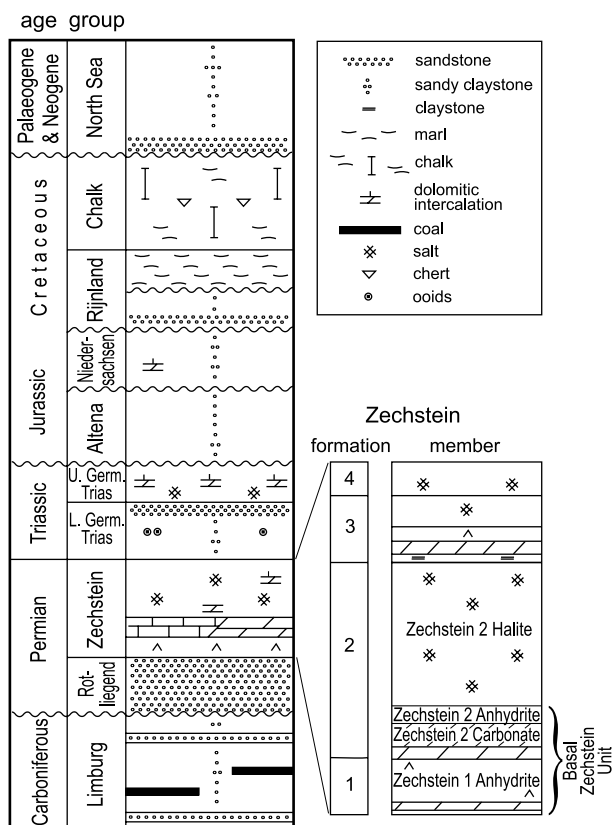 age group
Palaeogene
& Neogene
North Sea
Cretaceous
Chalk
Rijnland
Jurassic
Nieder-
sachsen
Altena
Triassic
U. Germ.
Trias
L. Germ.
Trias
Permian
Zechstein
Rot-
liegend
Carboniferous
Limburg
sandstone
sandy claystone
claystone
marl
chalk
dolomitic
intercalation
coal
salt
chert
ooids
Zechstein
formation member
4
3
2
Zechstein 2 Halite
Zechstein 2 Anhydrite
Zechstein 2 Carbonate
1
Zechstein 1 Anhydrite
Basal
Zechstein
Unit